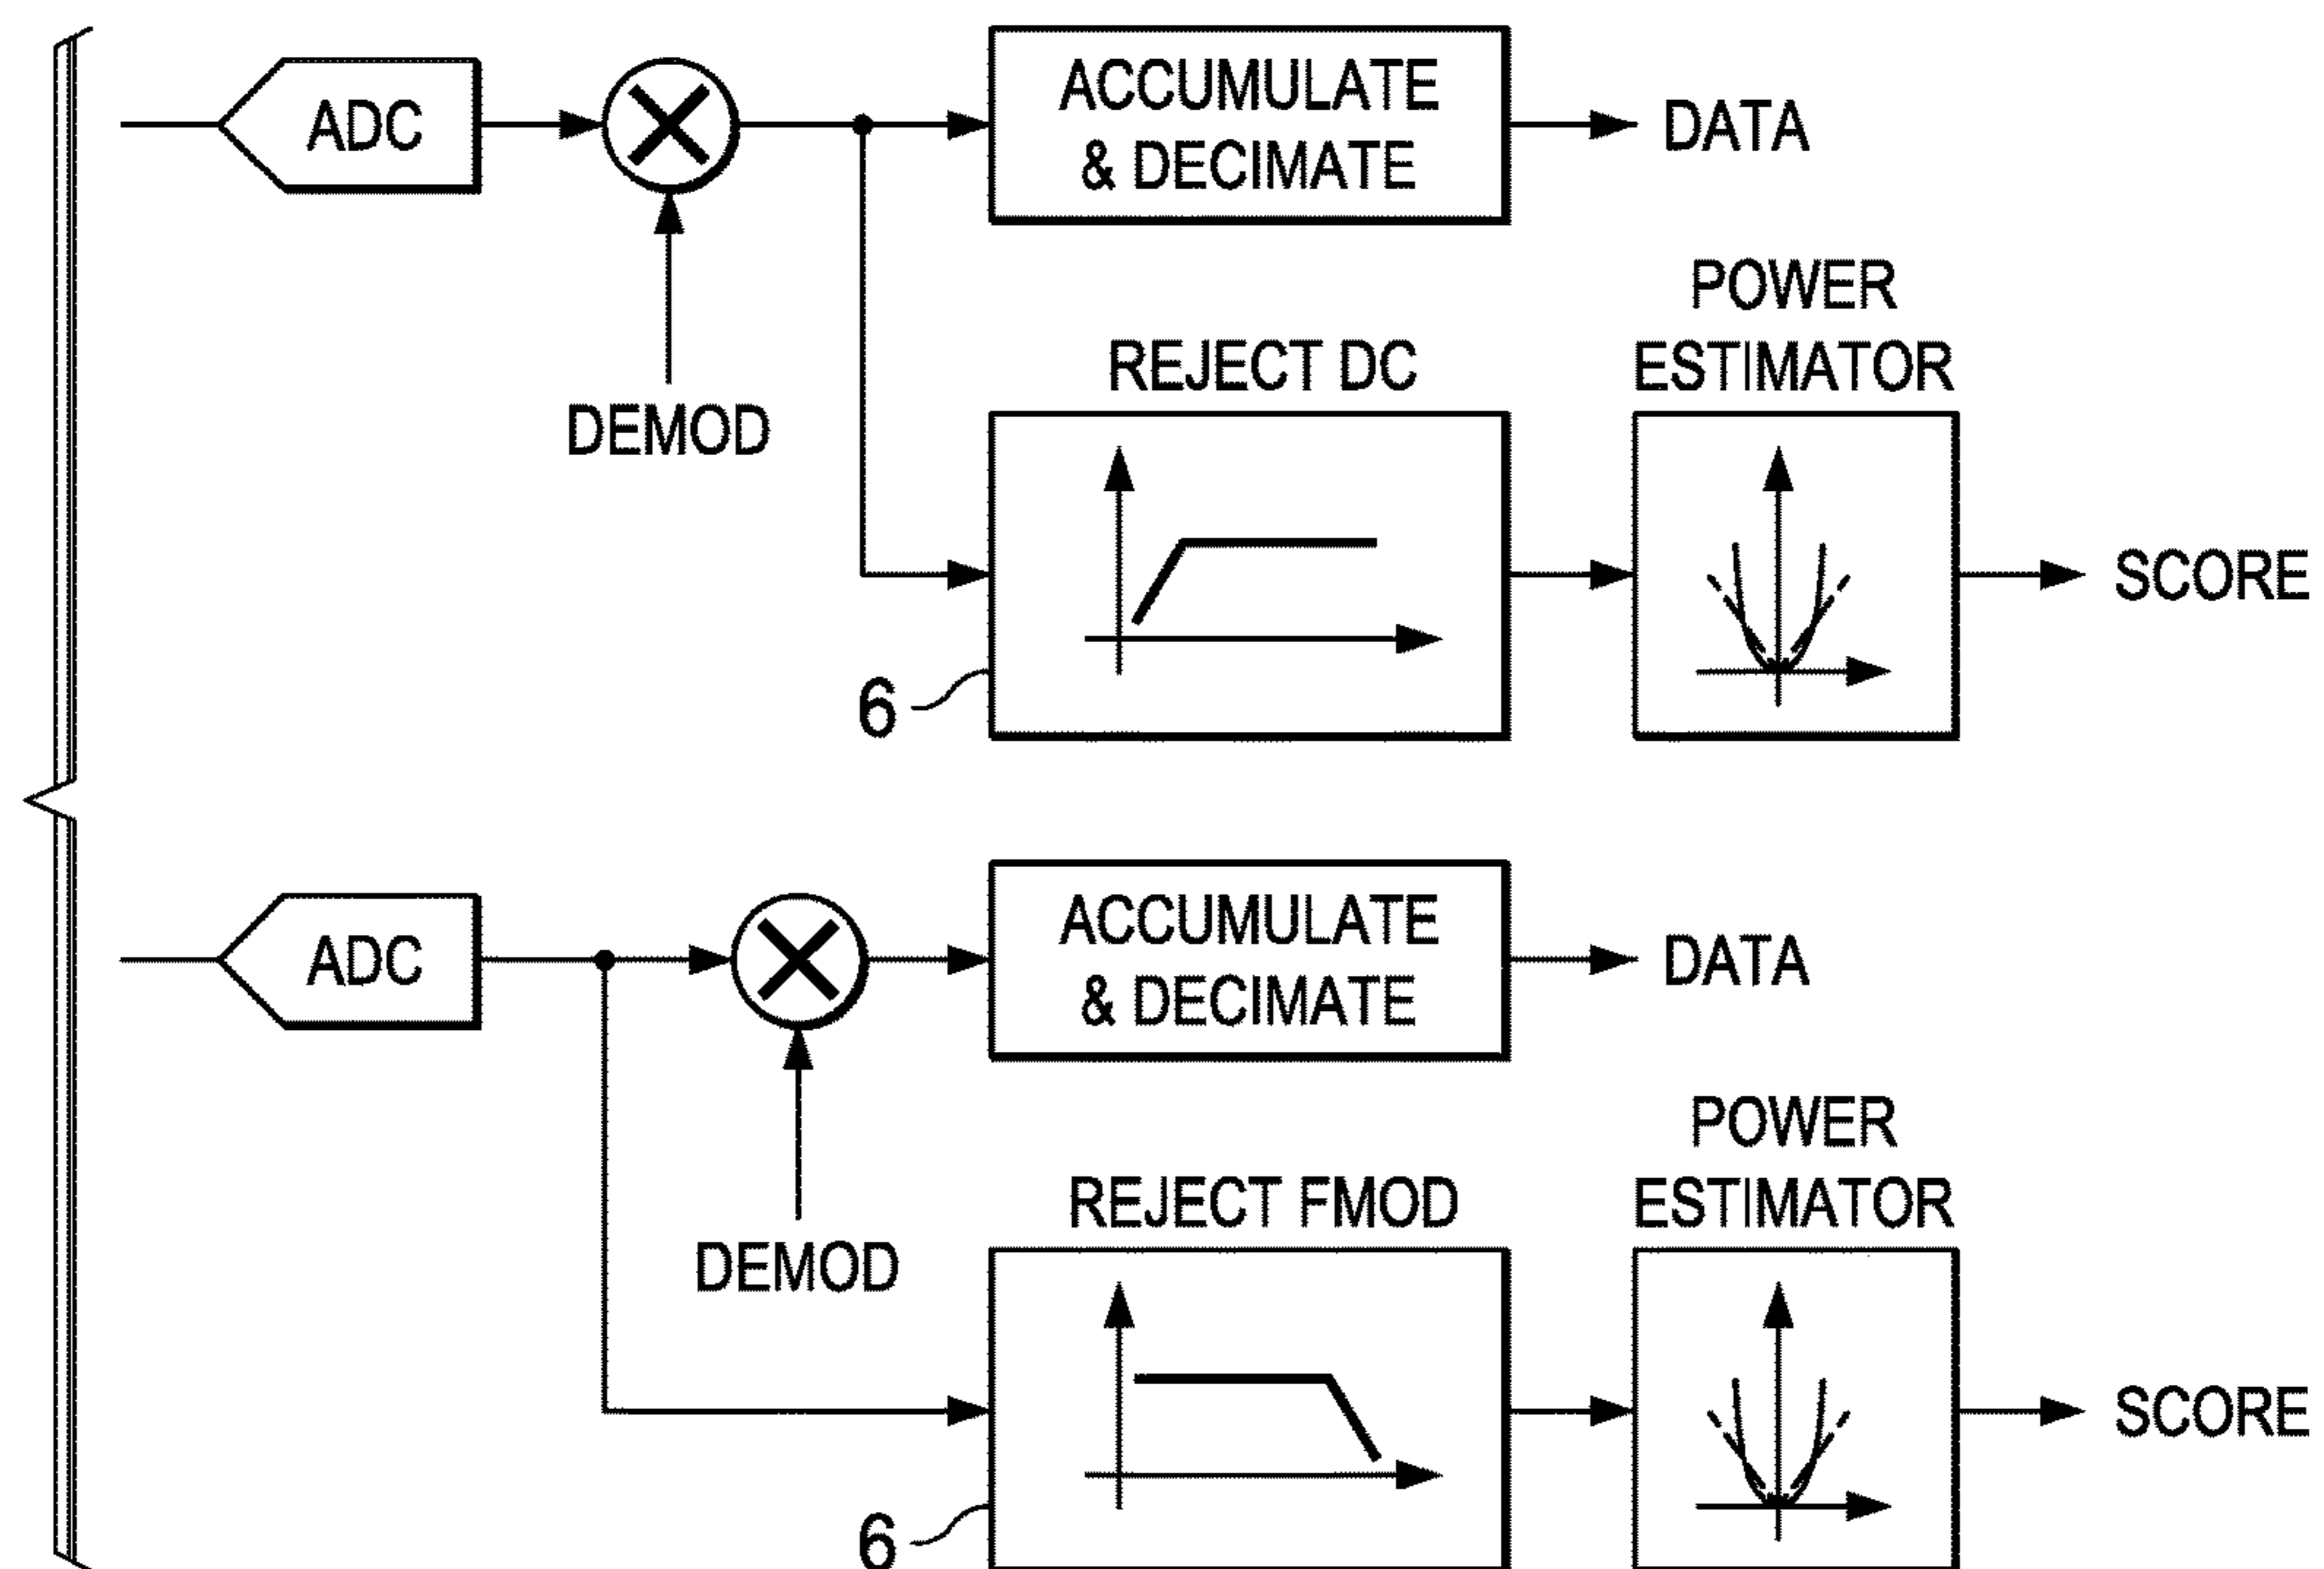 ADC
ACCUMULATE
& DECIMATE
DATA
DEMOD
REJECT DC
POWER
ESTIMATOR
SCORE
6
ADC
ACCUMULATE
& DECIMATE
DATA
DEMOD
REJECT FMOD
POWER
ESTIMATOR
SCORE
6